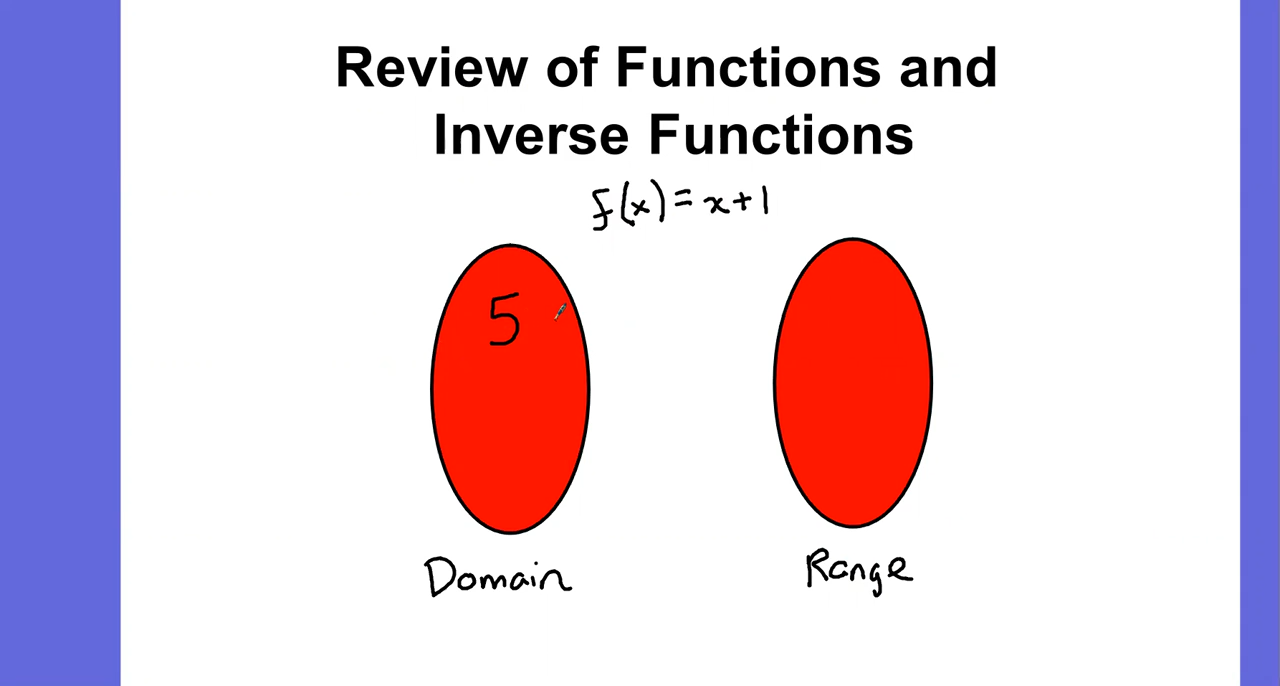 Review of Functions and
Inverse Functions
f(x)=x+1
5
Domain
Range